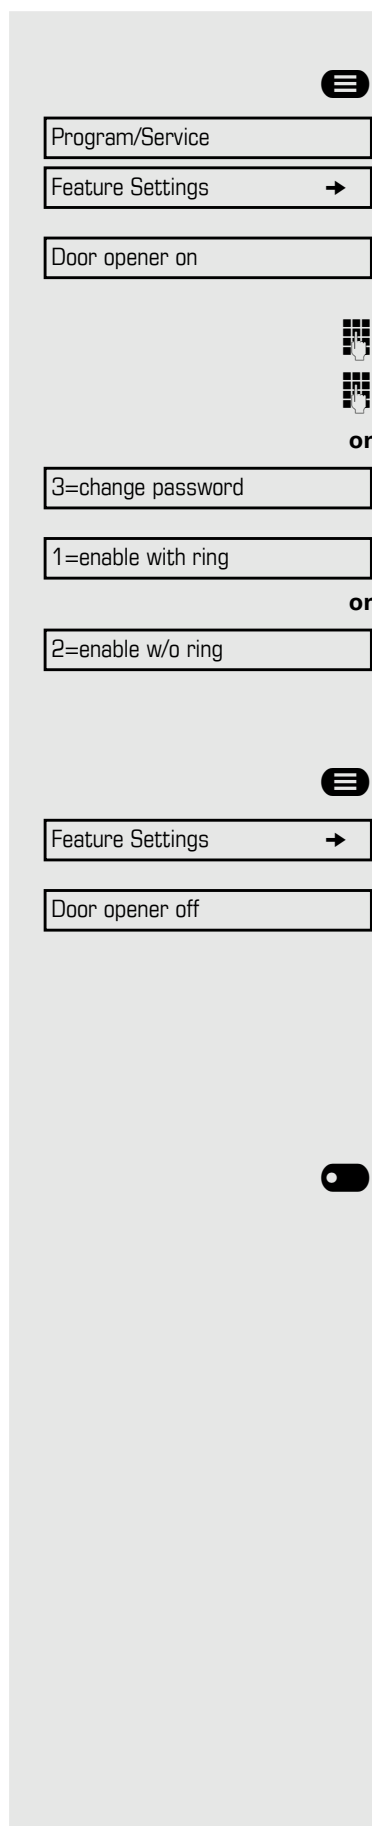 Program/Service
Feature Settings ➜
Door opener on
or
3=change password
1=enable with ring
or
2=enable w/o ring
Feature Settings ➜
Door opener off